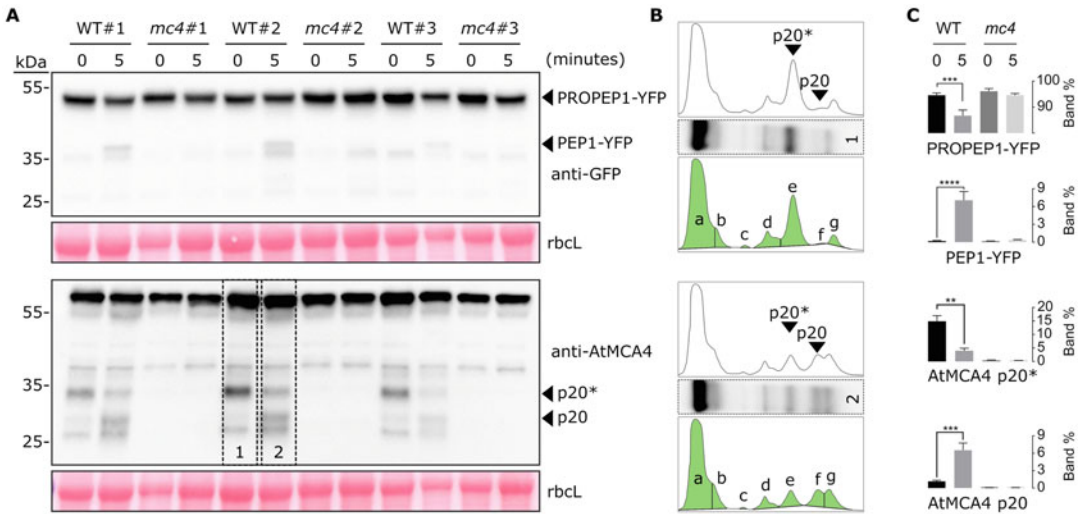 A
WT#1 mc4#1 WT#2 mc4#2 WT#3 mc4#3
kDa 0 5 0 5 0 5 0 5 0 5 0 5 (minutes)
55
PROPEP1-YFP
PEP1-YFP
35
anti-GFP
25
rbcL
55
anti-AtMCA4
35
p20*
p20
25
1 2
rbcL
B
p20*
p20
1
a b c d e f g
p20*
p20
2
a b c d e f g
C
WT mc4
0 5 0 5
***
100
90
Band %
PROPEP1-YFP
****
9
6
3
0
Band %
PEP1-YFP
**
20
15
10
5
0
Band %
AtMCA4 p20*
***
9
6
3
0
Band %
AtMCA4 p20